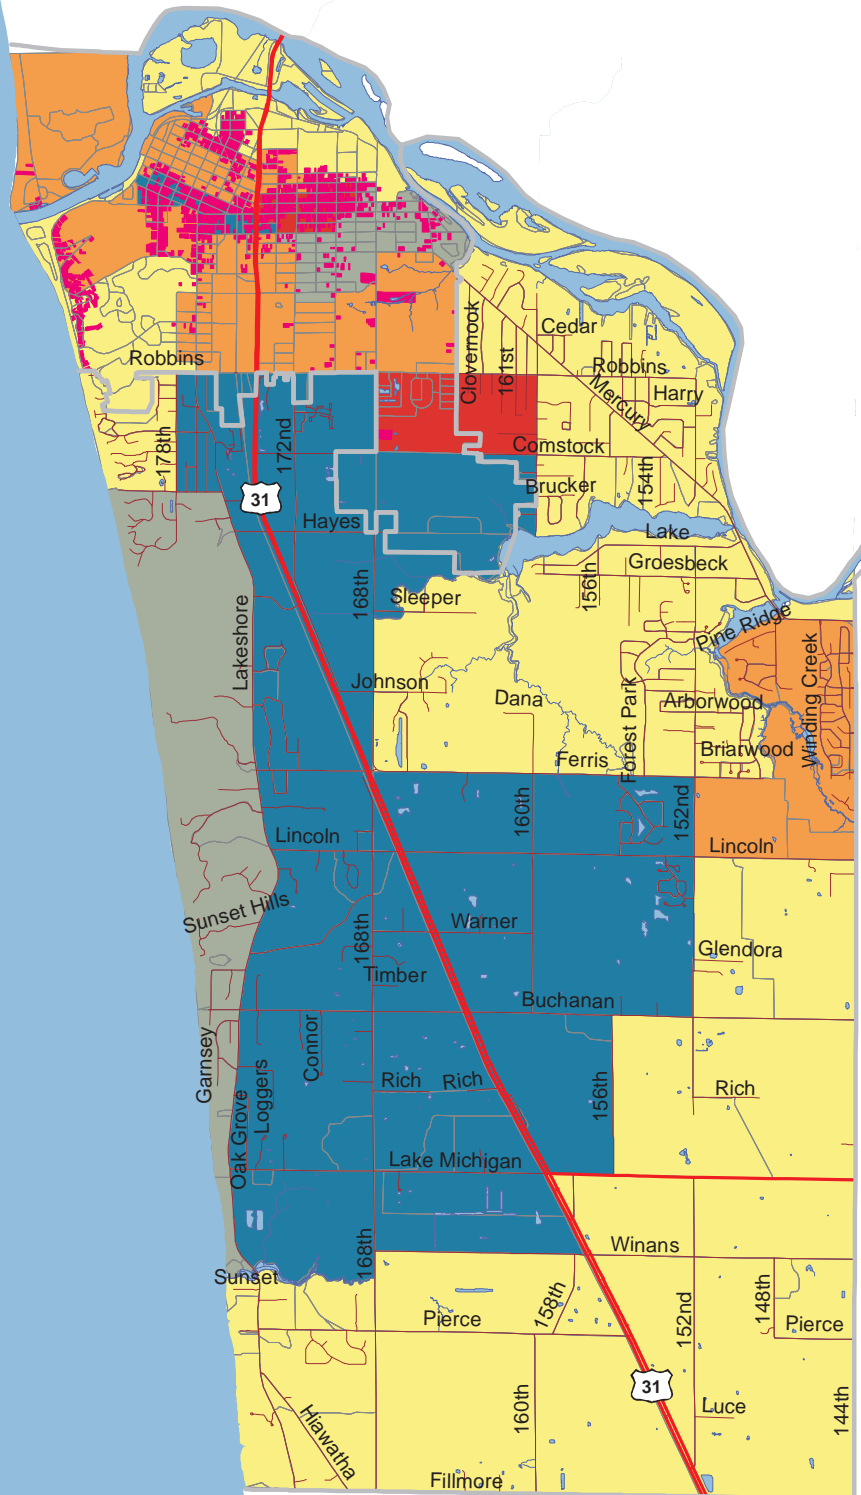 Cedar
Clovernook
161st
Robbins
Robbins
Mercury
Harry
178th
172nd
Comstock
154th
Brucker
31
Hayes
Lake
Groesbeck
168th
156th
Sleeper
Pine Ridge
Lakeshore
Winding Creek
Johnson
Dana
Forest Park
Arborwood
Briarwood
Ferris
160th
152nd
Lincoln
Lincoln
Sunset Hills
Warner
168th
Glendora
Timber
Buchanan
Connor
Garnsey
Loggers
Rich
Rich
156th
Rich
Oak Grove
Lake Michigan
168th
Winans
Sunset
158th
152nd
148th
Pierce
Pierce
31
160th
Luce
144th
Hiawatha
Fillmore